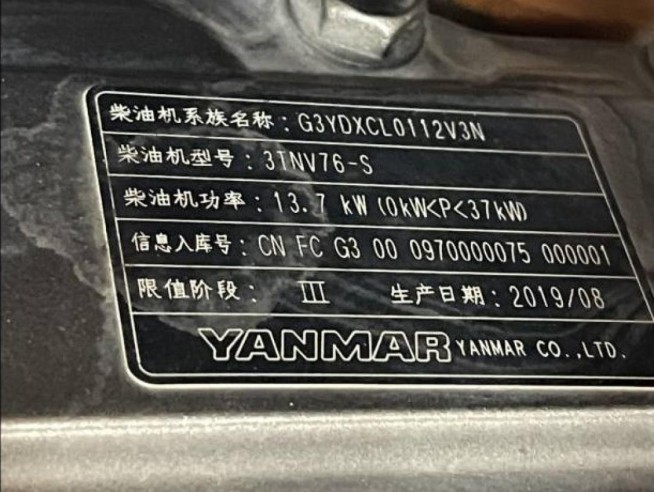 柴油机系族名称：G3YDXCL0112V3N
柴油机型号：3TNV76-S
柴油机功率：13.7 kW (0kW<P<37kW)
信息入库号：CN FC G3 00 0970000075 000001
限值阶段： III 生产日期：2019/08
YANMAR YANMAR CO.,LTD.